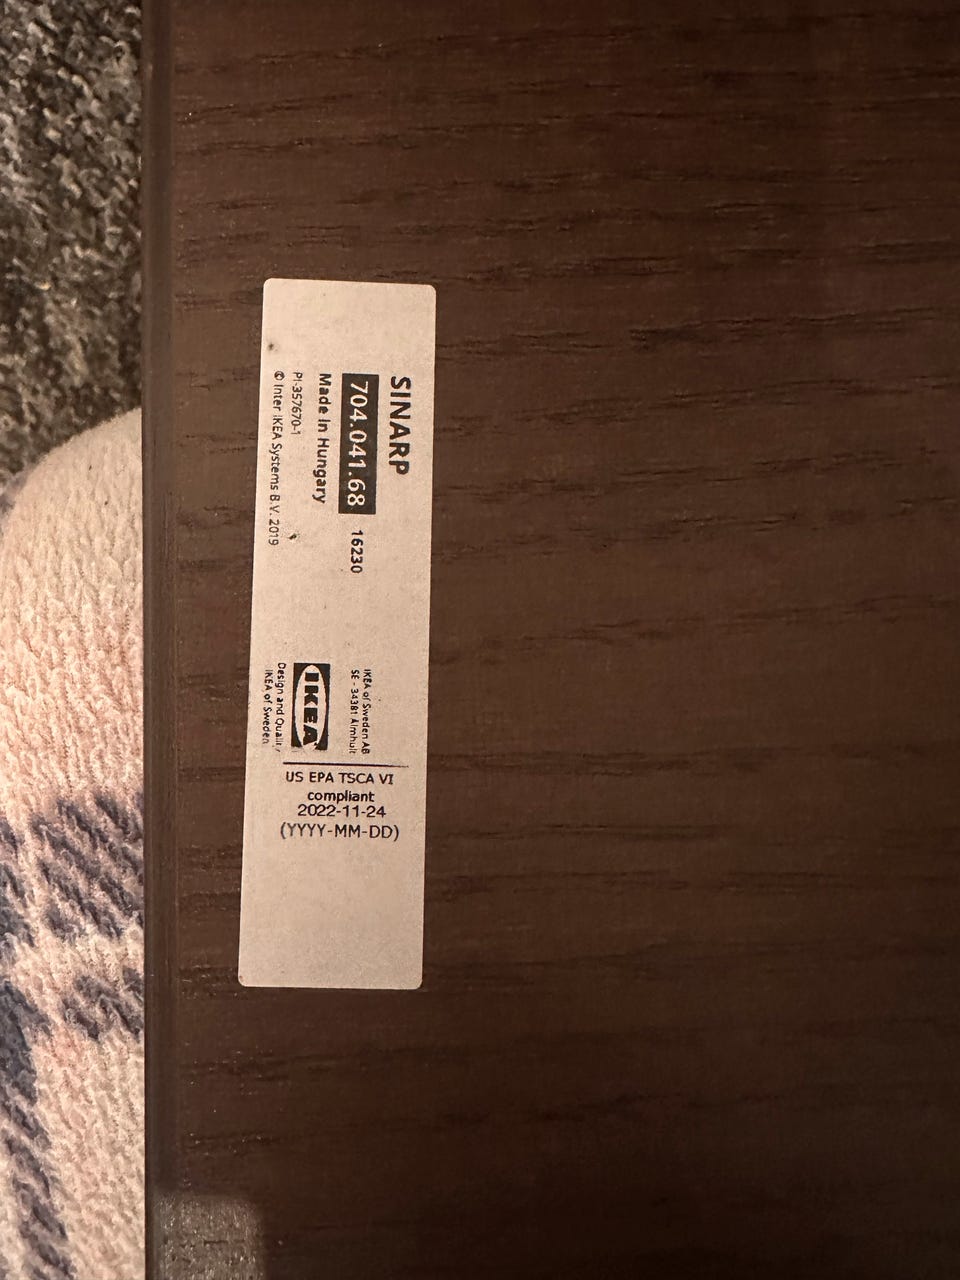 SINARP
704.041.68 16230
Made in Hungary
PI-357670-1
© Inter IKEA Systems B.V. 2019
IKEA of Sweden AB
SE - 34381 Älmhult
IKEA
Design and Quality
IKEA of Sweden
US EPA TSCA VI
compliant
2022-11-24
(YYYY-MM-DD)